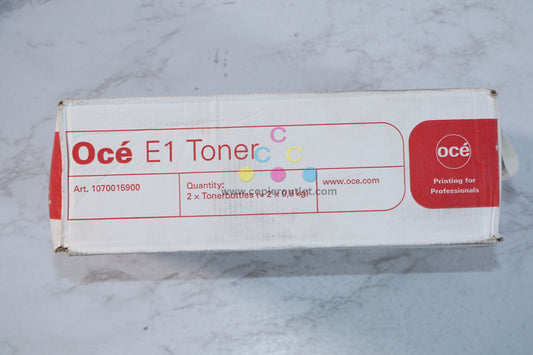 Océ E1 Toner
Art. 1070015900
Quantity:
2 x Tonerbottles (= 2 x 0,8 kg)
www.oce.com
océ
Printing for
Professionals
C
C C
www.copieroutlet.com